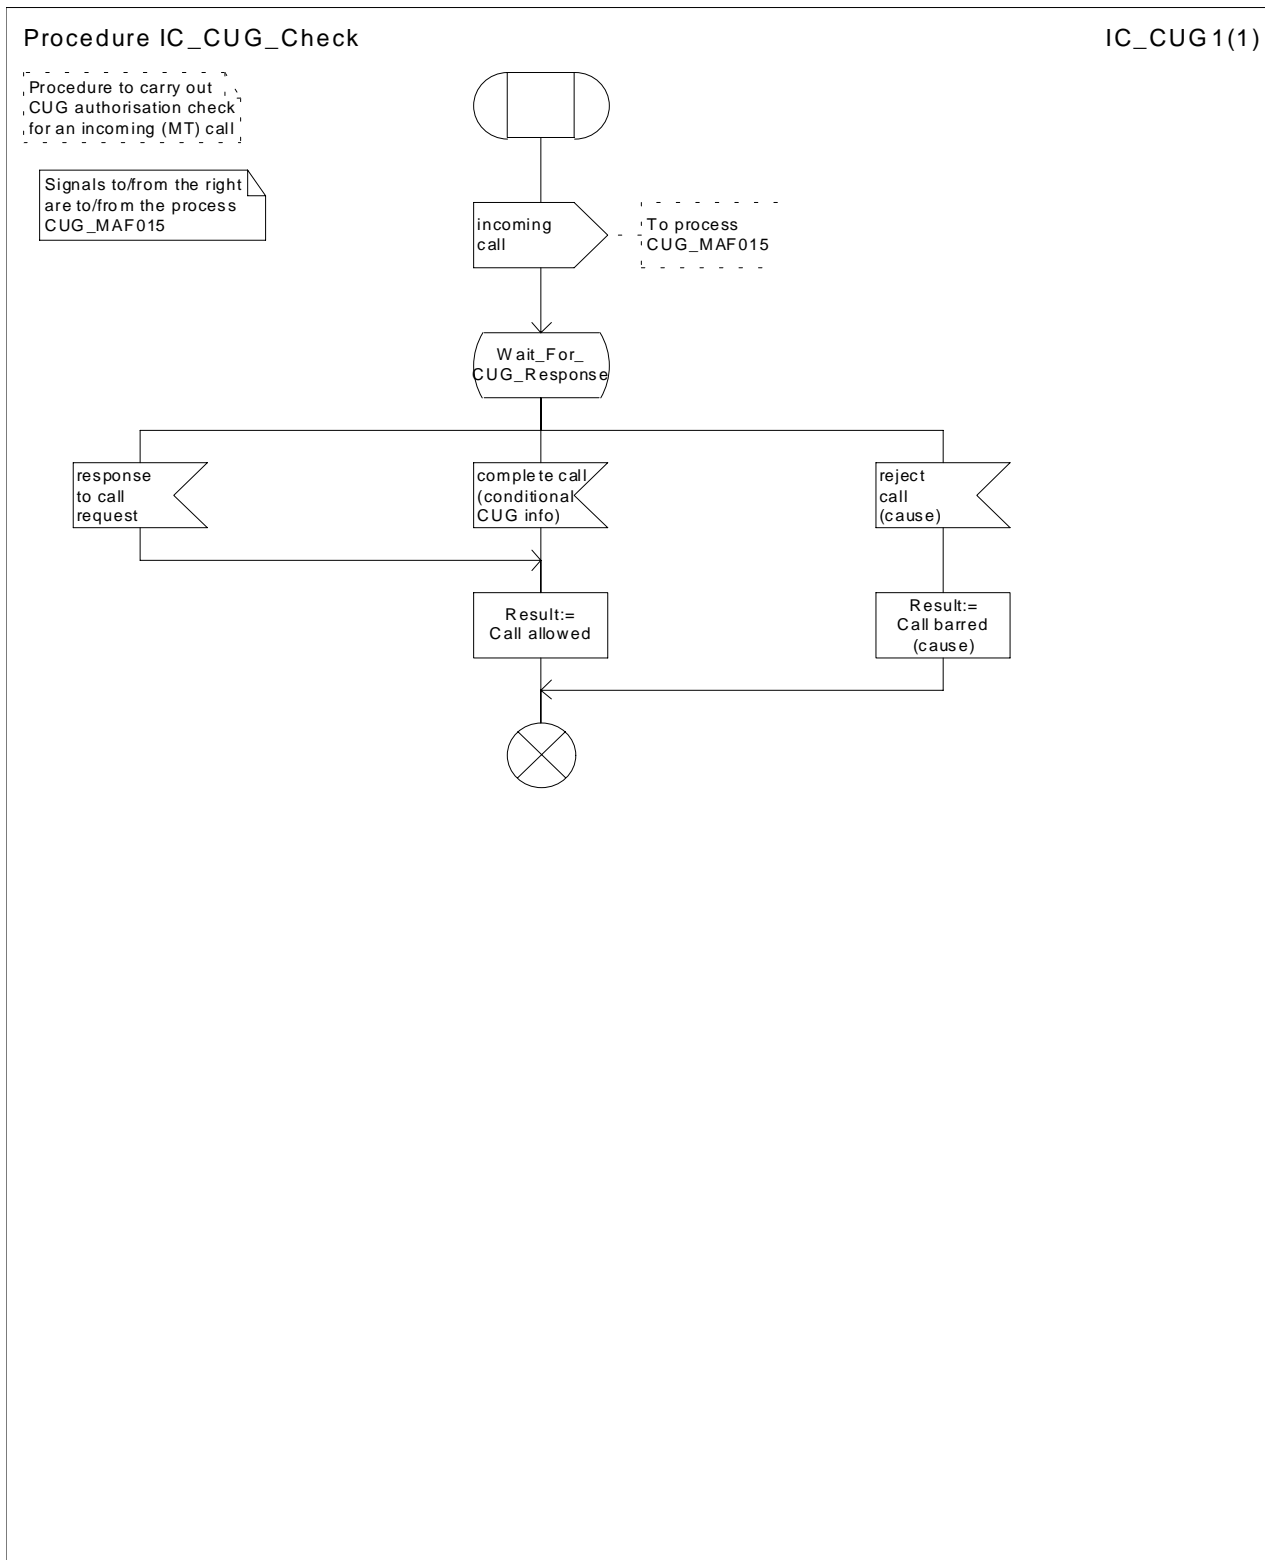 Procedure IC_CUG_Check
IC_CUG1(1)
Procedure to carry out
CUG authorisation check
for an incoming (MT) call
Signals to/from the right
are to/from the process
CUG_MAF015
incoming
call
To process
CUG_MAF015
Wait_For_
CUG_Response
response
to call
request
complete call
(conditional
CUG info)
reject
call
(cause)
Result:=
Call allowed
Result:=
Call barred
(cause)